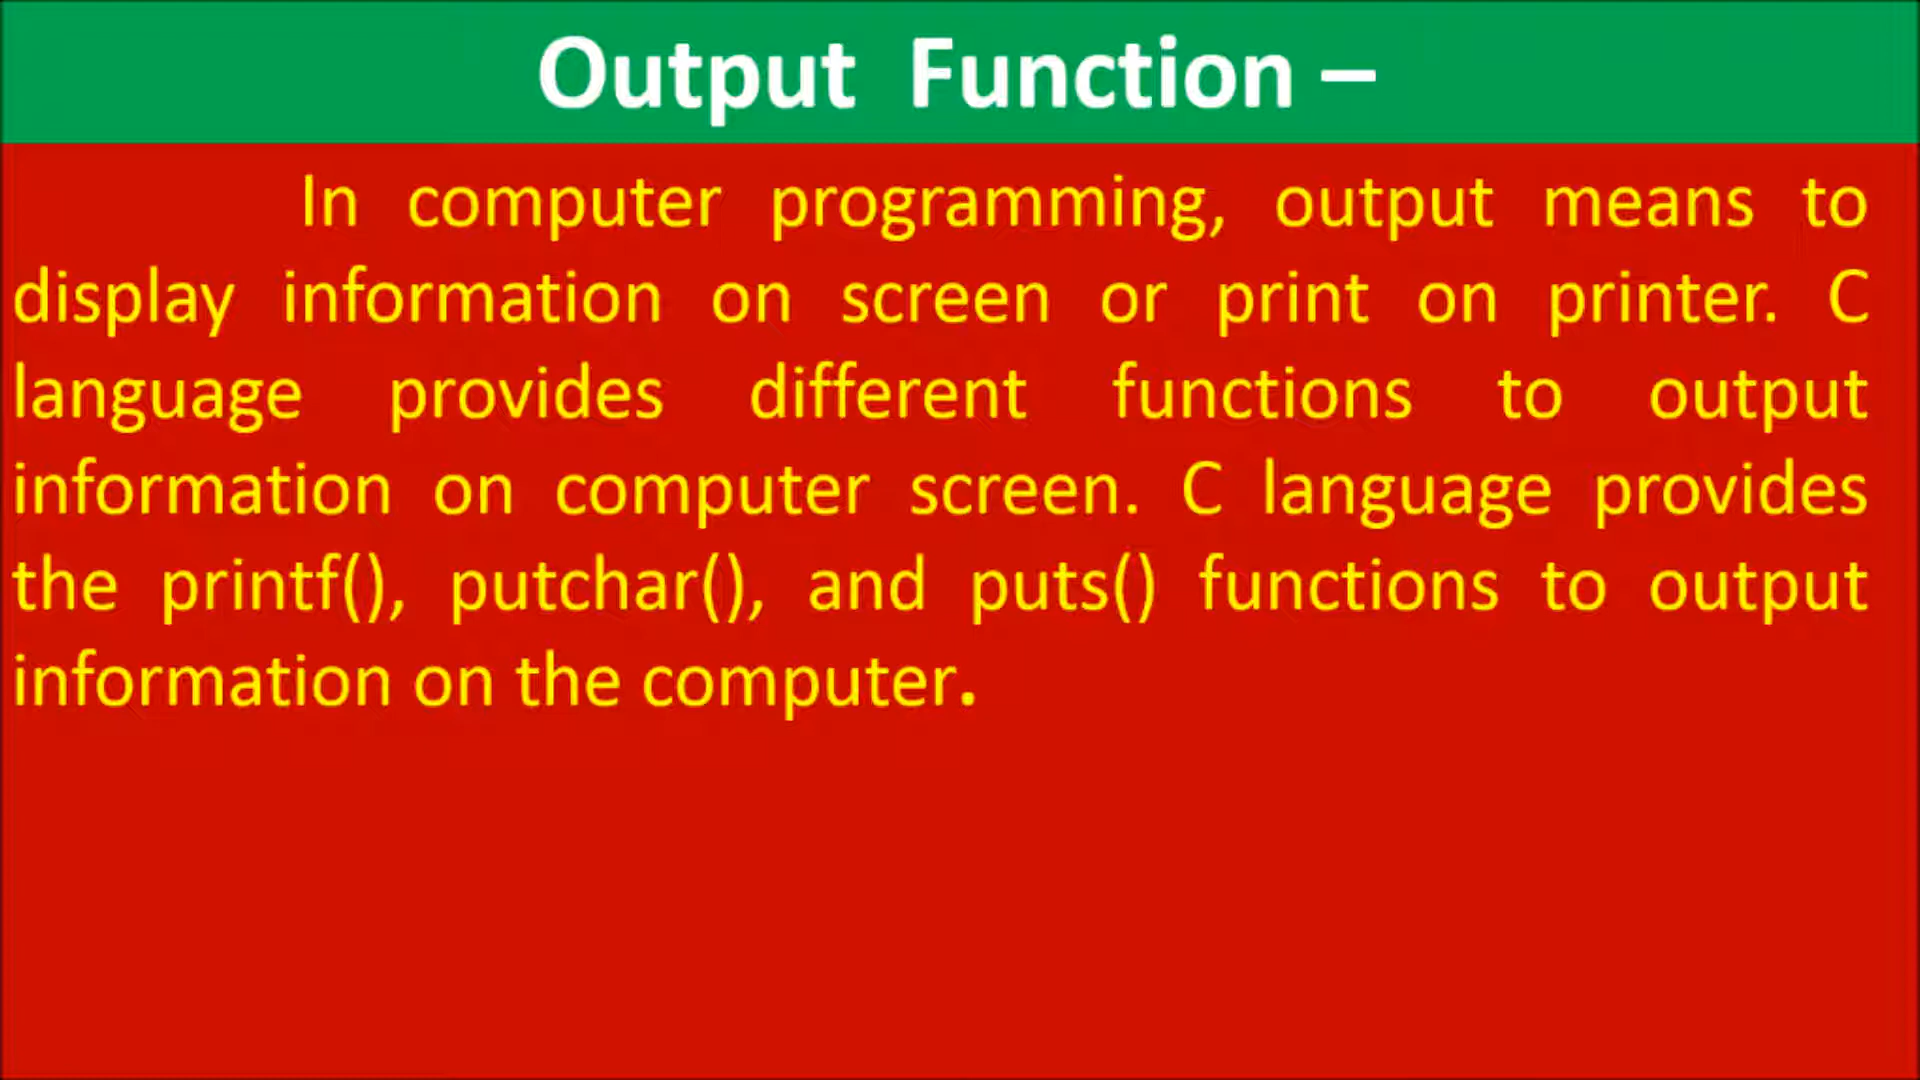 Output Function –
In computer programming, output means to
display information on screen or print on printer. C
language provides different functions to output
information on computer screen. C language provides
the printf(), putchar(), and puts() functions to output
information on the computer.